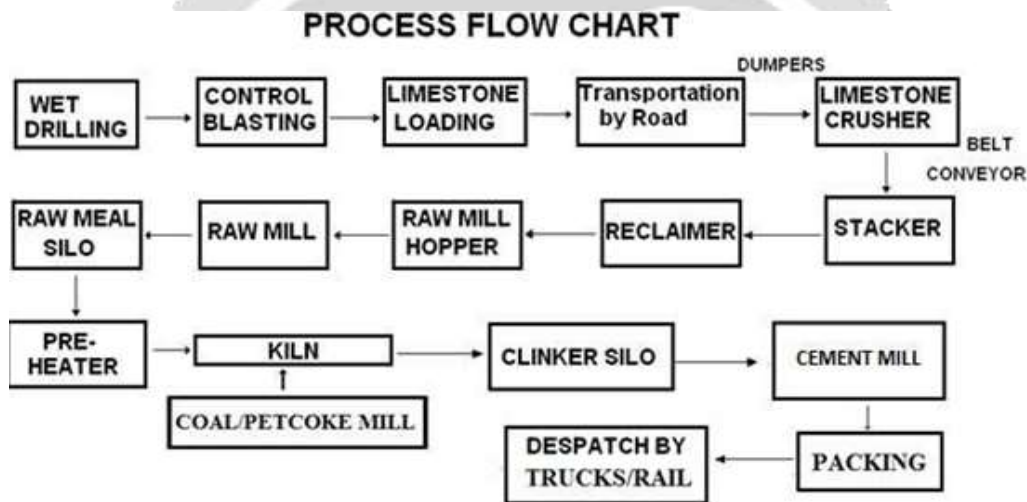 PROCESS FLOW CHART
WET
DRILLING
CONTROL
BLASTING
LIMESTONE
LOADING
Transportation
by Road
DUMPERS
LIMESTONE
CRUSHER
BELT
CONVEYOR
RAW MEAL
SILO
RAW MILL
RAW MILL
HOPPER
RECLAIMER
STACKER
PRE-
HEATER
KILN
CLINKER SILO
CEMENT MILL
COAL/PETCOKE MILL
DESPATCH BY
TRUCKS/RAIL
PACKING